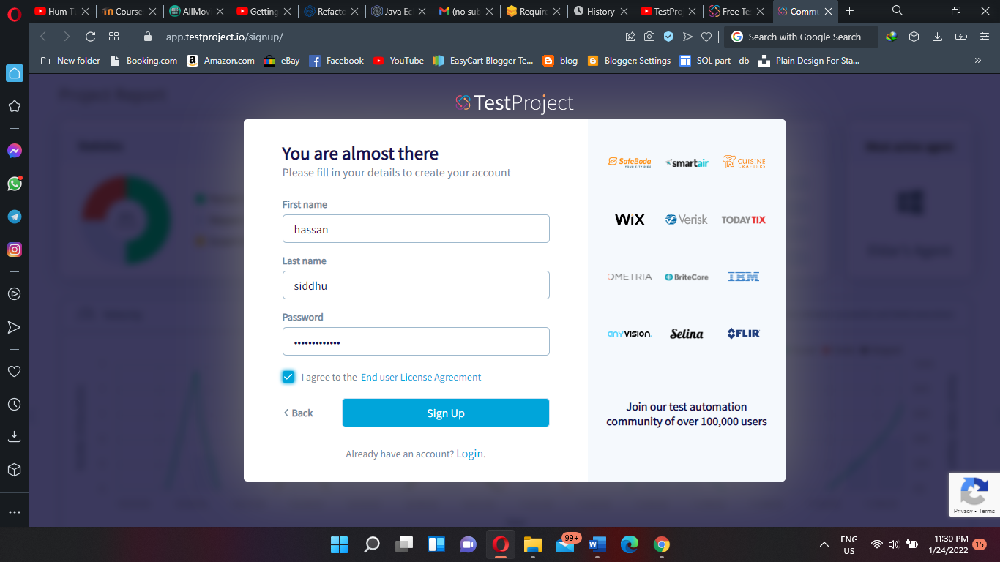 Hum Tu
Course
AllMov
Getting
Refacto
Java Ec
(no sub
Require
History
TestPro
Free Te
Commu
app.testproject.io/signup/
Search with Google Search
New folder
Booking.com
Amazon.com
eBay
Facebook
YouTube
EasyCart Blogger Te...
blog
Blogger: Settings
SQL part - db
Plain Design For Sta...
»
TestProject
You are almost there
Please fill in your details to create your account
First name
hassan
Last name
siddhu
Password
•••••••••••••
I agree to the End user License Agreement
Back
Sign Up
Already have an account? Login.
SafeBoda
YOUR CITY RIDE
smartair
CUISINE
CRAFTERS
WiX
Verisk
TODAYTIX
OMETRIA
BriteCore
IBM
anyvision
Selina
FLIR
Join our test automation
community of over 100,000 users
Privacy - Terms
99+
ENG
US
11:30 PM
1/24/2022
15